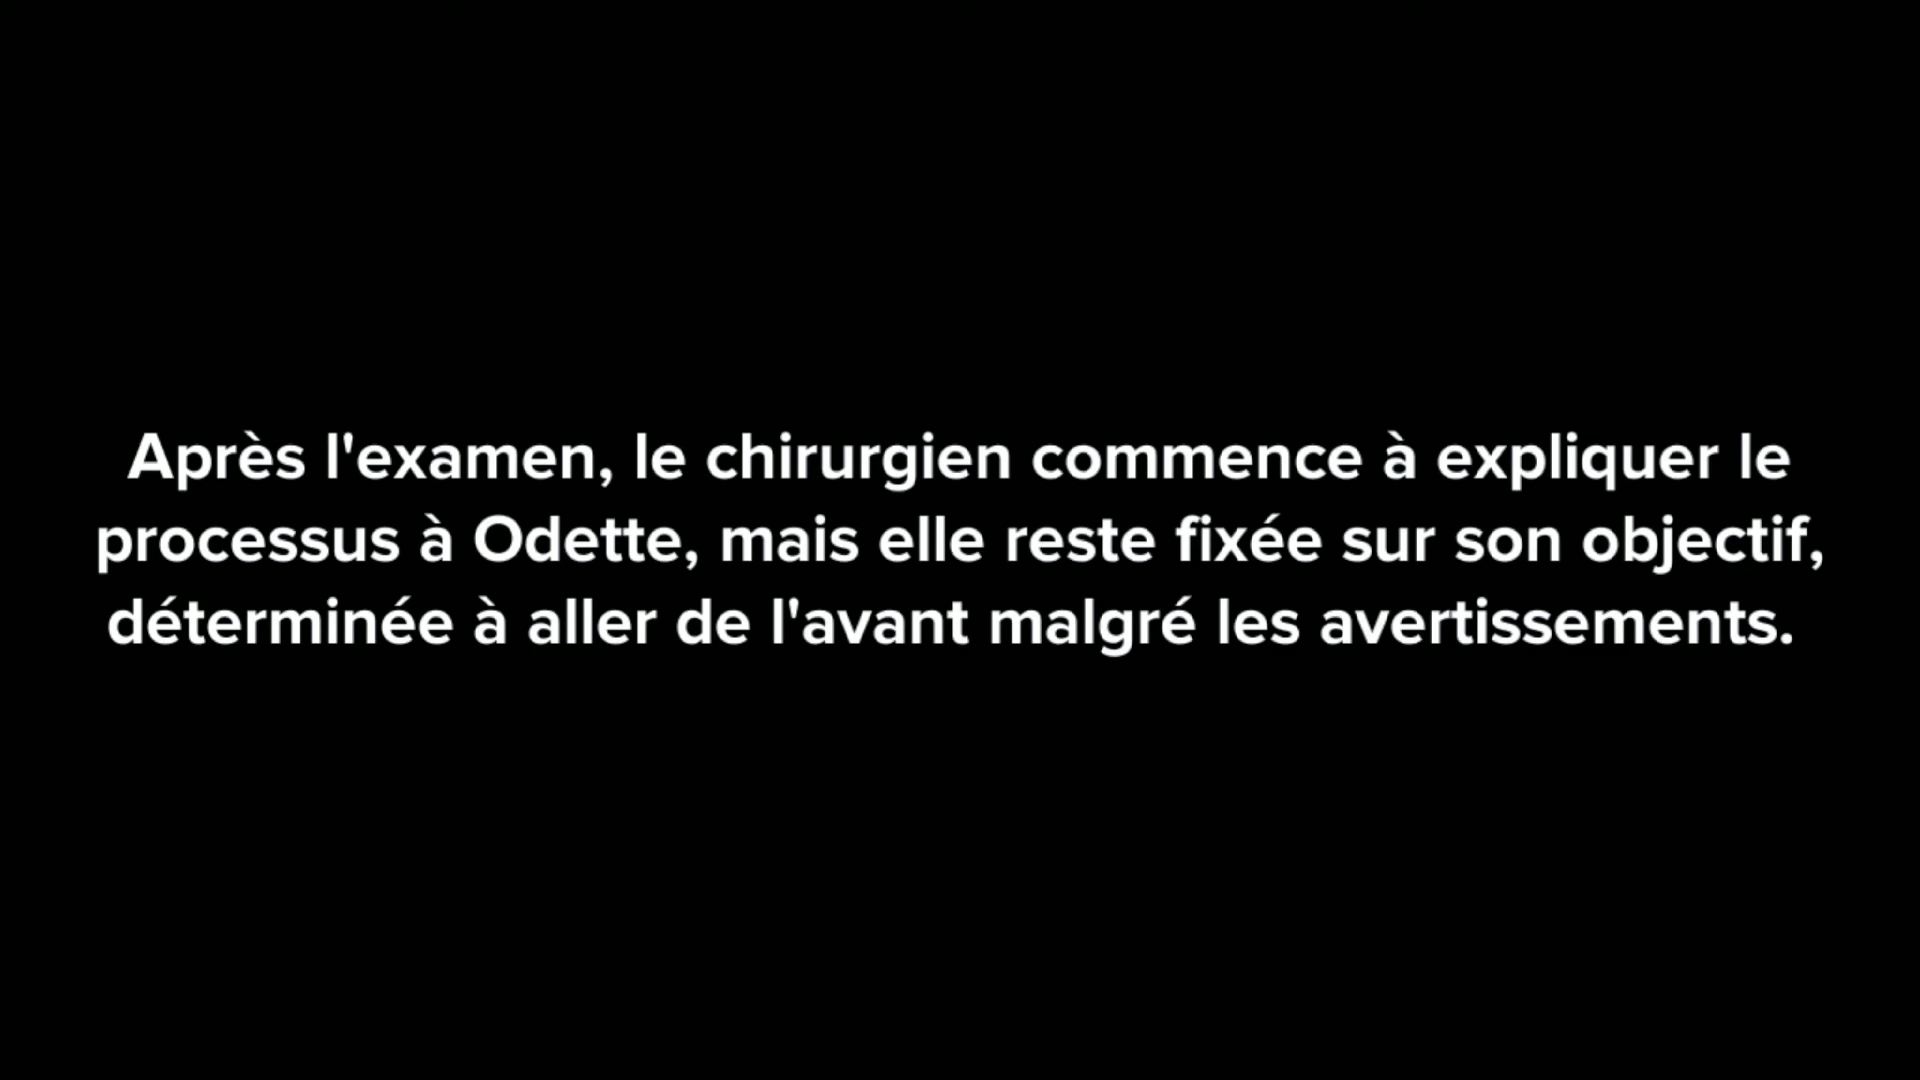 Après l'examen, le chirurgien commence à expliquer le
processus à Odette, mais elle reste fixée sur son objectif,
déterminée à aller de l'avant malgré les avertissements.